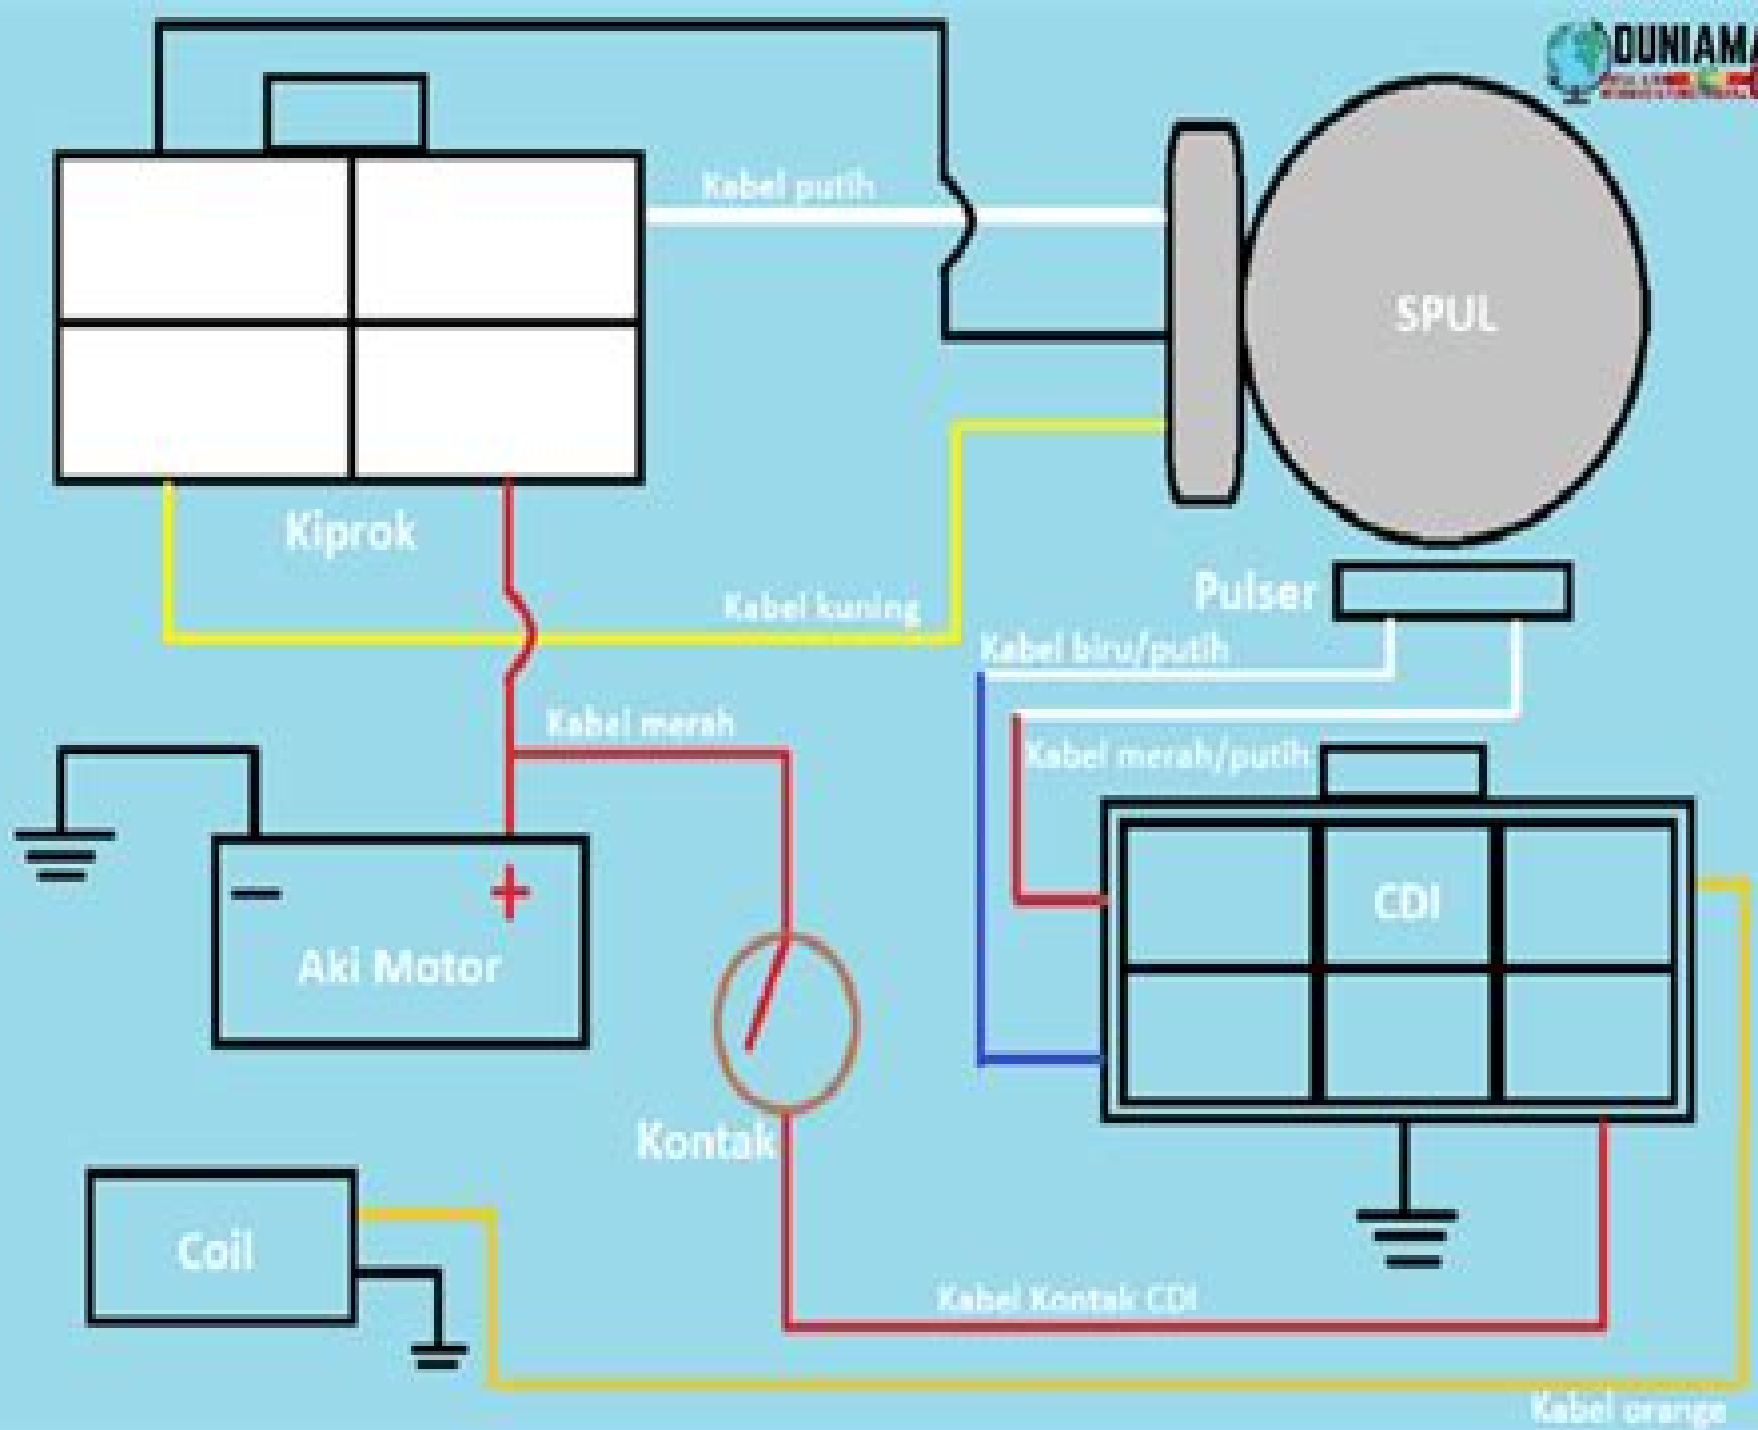 DUNIAMA
Kabel putih
SPUL
Kiprok
Kabel kuning
Pulser
Kabel biru/putih
Kabel merah
Kabel merah/putih
CDI
− +
Aki Motor
Kontak
Coil
Kabel Kontak CDI
Kabel orange